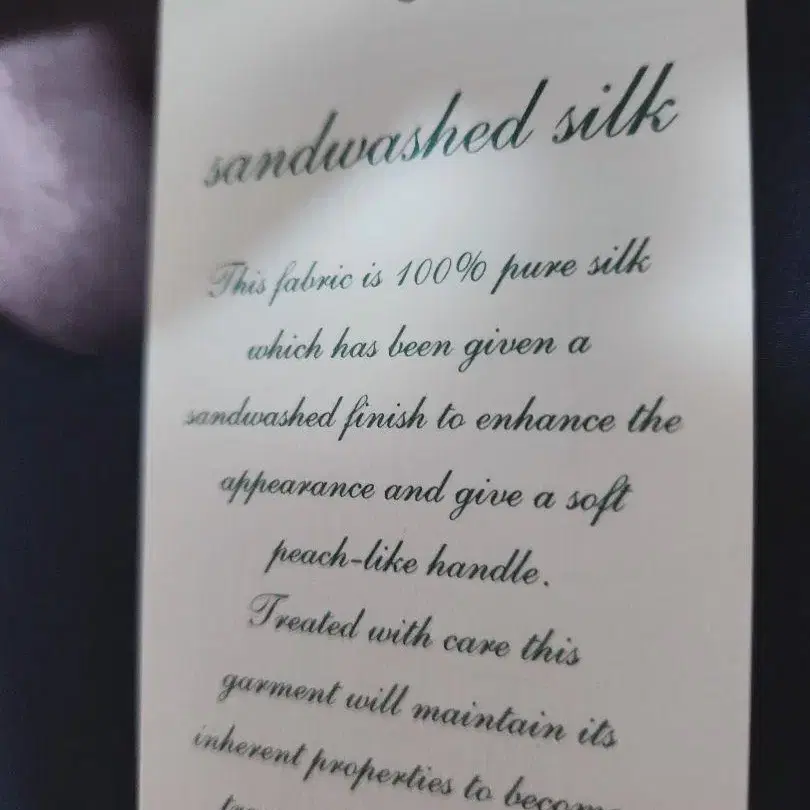 sandwashed silk
This fabric is 100% pure silk
which has been given a
sandwashed finish to enhance the
appearance and give a soft
peach-like handle.
Treated with care this
garment will maintain its
inherent properties to become